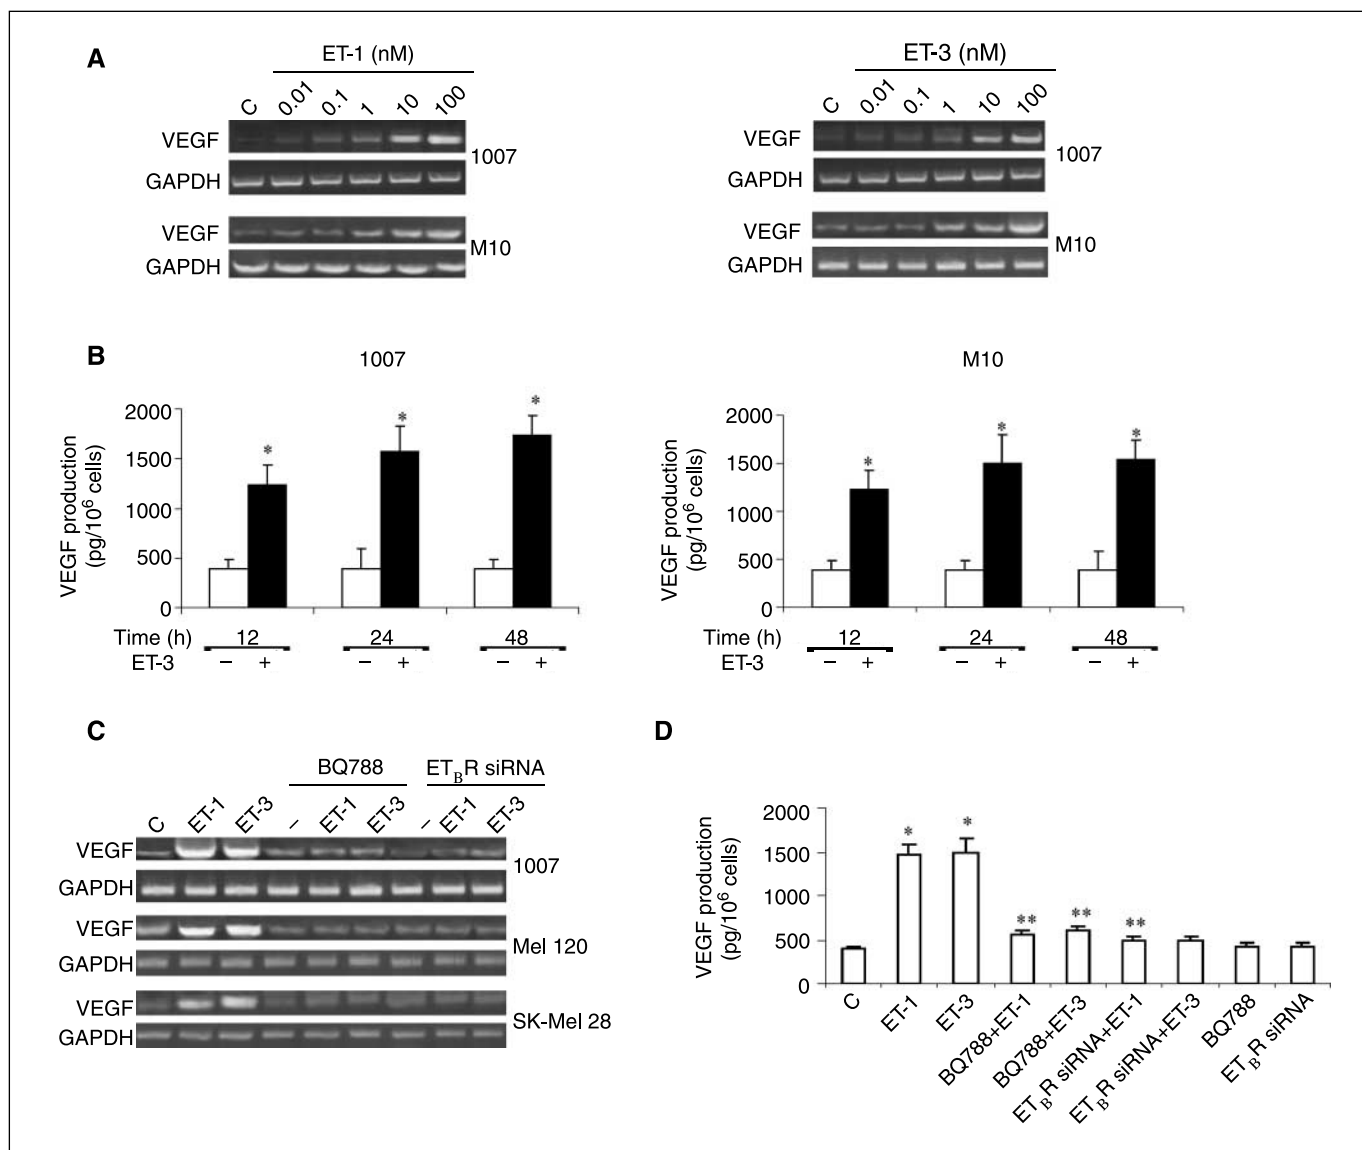 A
ET-1 (nM)
C 0.01 0.1 1 10 100
VEGF
1007
GAPDH
VEGF
M10
GAPDH
ET-3 (nM)
C 0.01 0.1 1 10 100
VEGF
1007
GAPDH
VEGF
M10
GAPDH
B
1007
VEGF production
(pg/10⁶ cells)
2000
1500
1000
500
0
* * *
Time (h) 12 24 48
ET-3 − + − + − +
M10
VEGF production
(pg/10⁶ cells)
2000
1500
1000
500
0
* * *
Time (h) 12 24 48
ET-3 − + − + − +
C
BQ788 ET_BR siRNA
C ET-1 ET-3 − ET-1 ET-3 − ET-1 ET-3
VEGF
1007
GAPDH
VEGF
Mel 120
GAPDH
VEGF
SK-Mel 28
GAPDH
D
VEGF production
(pg/10⁶ cells)
2000
1500
1000
500
0
* * ** ** **
C
ET-1
ET-3
BQ788+ET-1
BQ788+ET-3
ET_BR siRNA+ET-1
ET_BR siRNA+ET-3
BQ788
ET_BR siRNA